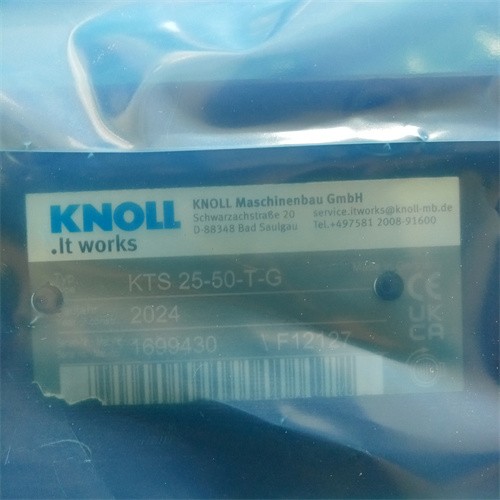 KNOLL
.It works
KNOLL Maschinenbau GmbH
Schwarzachstraße 20 service.itworks@knoll-mb.de
D-88348 Bad Saulgau Tel.+497581 2008-91600
KTS 25-50-T-G
2024
1699430 \ F12127
CE
UK
CA